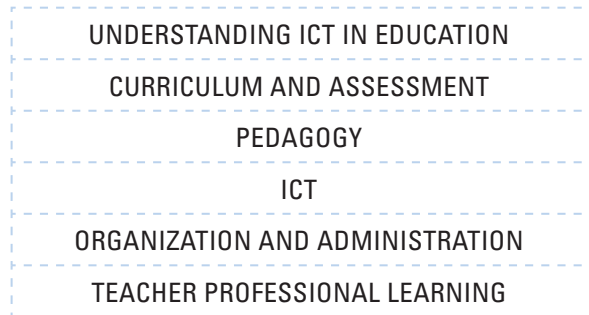 UNDERSTANDING ICT IN EDUCATION
CURRICULUM AND ASSESSMENT
PEDAGOGY
ICT
ORGANIZATION AND ADMINISTRATION
TEACHER PROFESSIONAL LEARNING